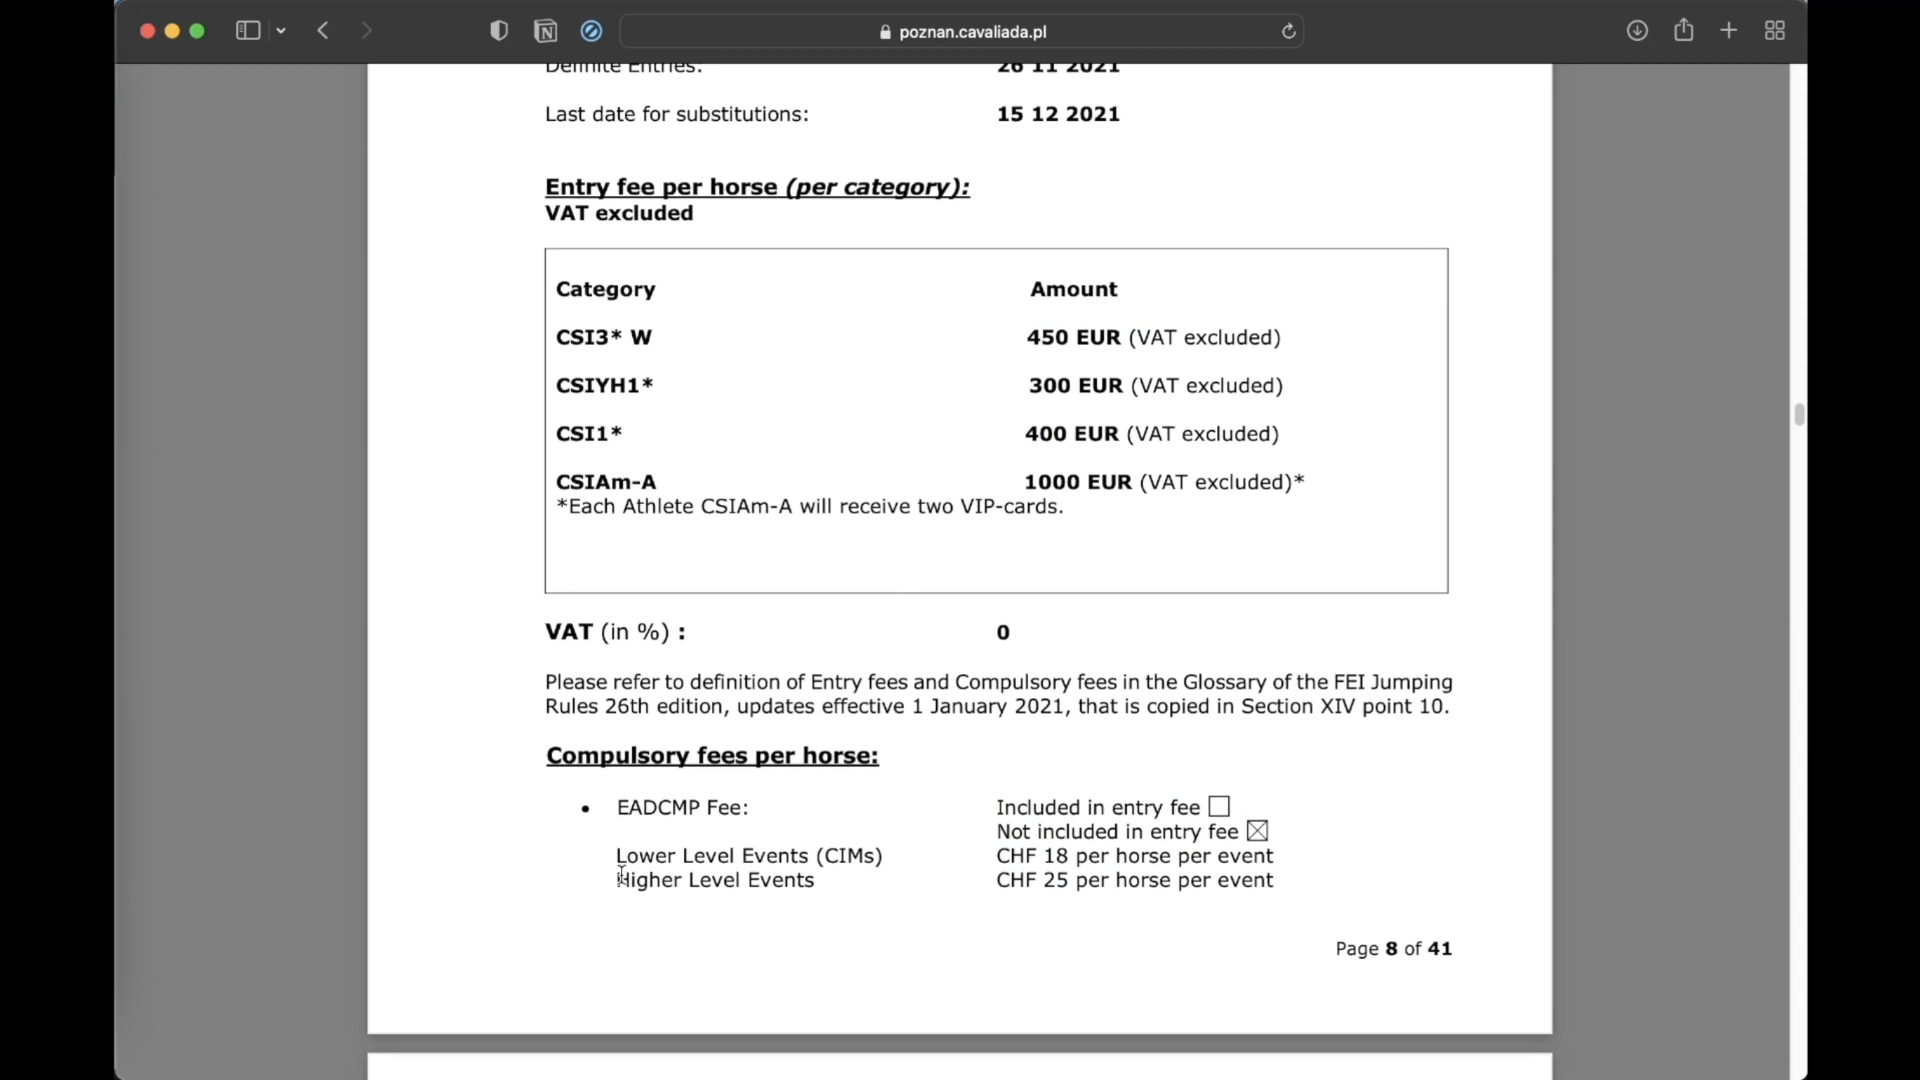 poznan.cavaliada.pl
Definite Entries: 26 11 2021
Last date for substitutions: 15 12 2021
Entry fee per horse (per category):
VAT excluded
Category Amount
CSI3* W 450 EUR (VAT excluded)
CSIYH1* 300 EUR (VAT excluded)
CSI1* 400 EUR (VAT excluded)
CSIAm-A 1000 EUR (VAT excluded)*
*Each Athlete CSIAm-A will receive two VIP-cards.
VAT (in %) : 0
Please refer to definition of Entry fees and Compulsory fees in the Glossary of the FEI Jumping
Rules 26th edition, updates effective 1 January 2021, that is copied in Section XIV point 10.
Compulsory fees per horse:
• EADCMP Fee: Included in entry fee ☐
Not included in entry fee ☒
Lower Level Events (CIMs) CHF 18 per horse per event
Higher Level Events CHF 25 per horse per event
Page 8 of 41